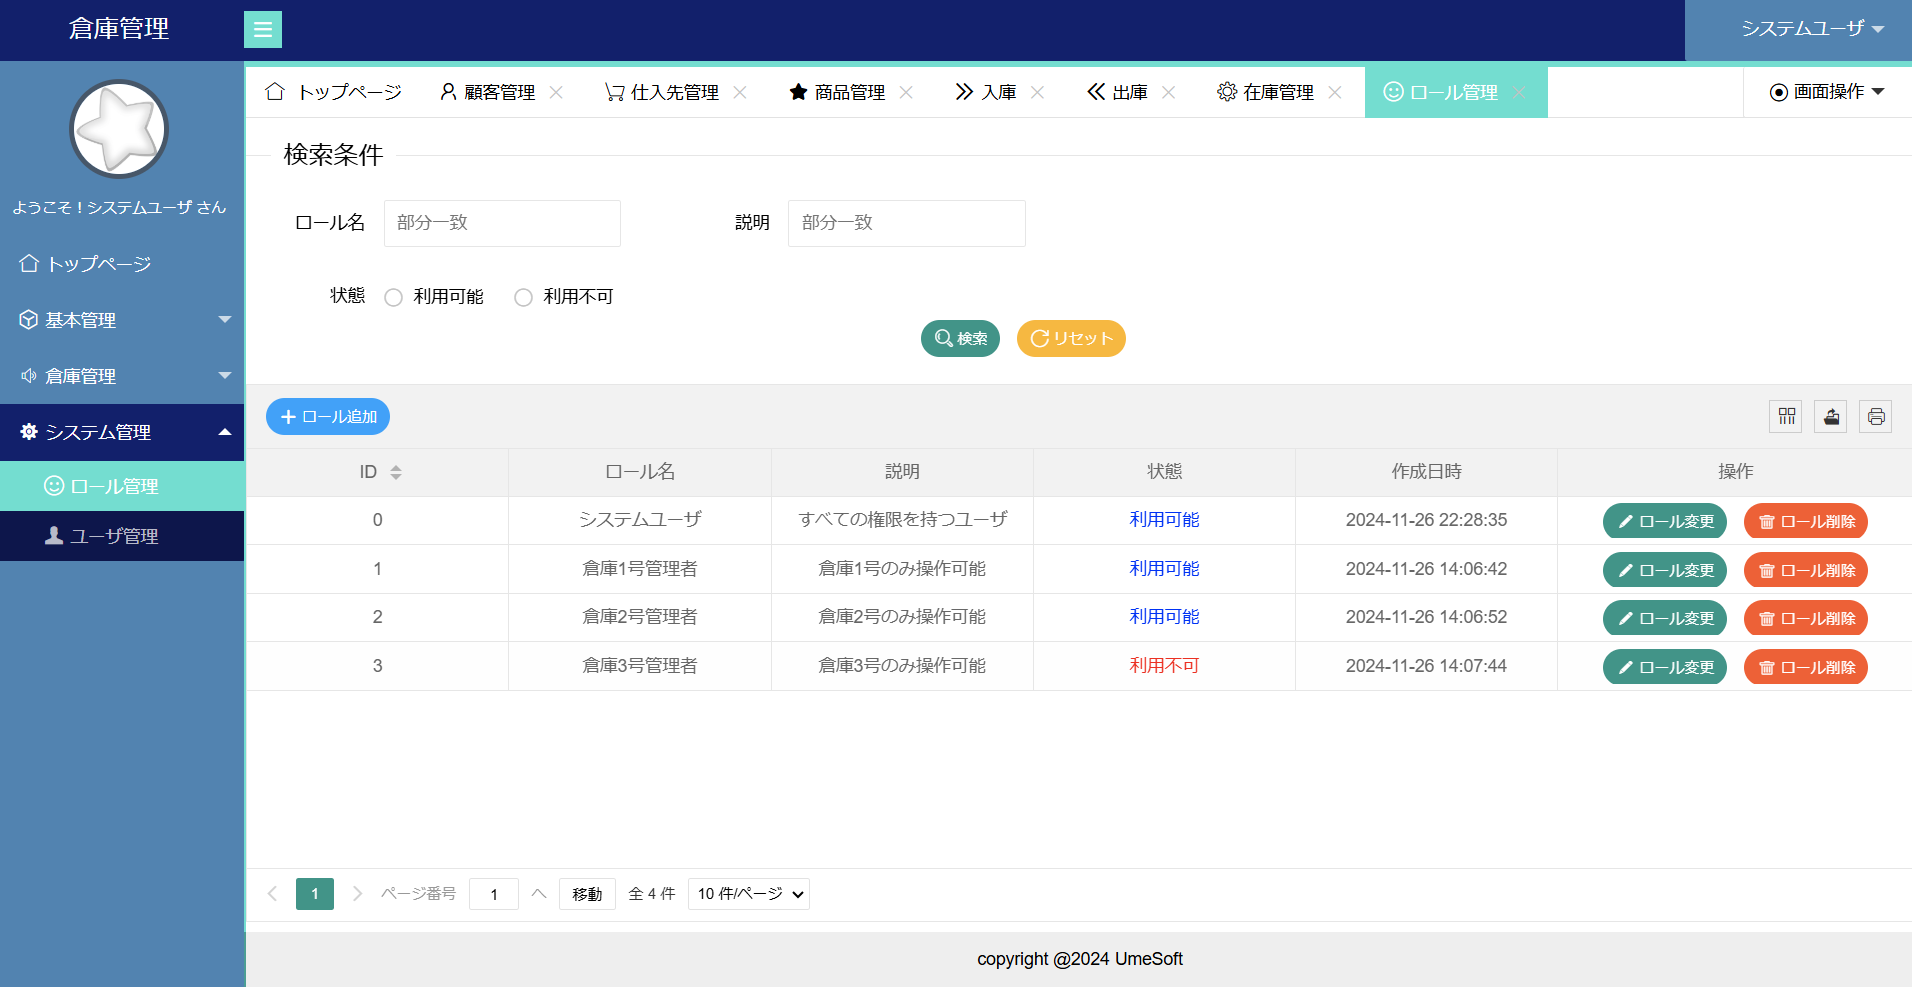 倉庫管理
システムユーザ
ようこそ！システムユーザ さん
トップページ
基本管理
倉庫管理
システム管理
ロール管理
ユーザ管理
トップページ 顧客管理 仕入先管理 商品管理 入庫 出庫 在庫管理 ロール管理 画面操作
検索条件
ロール名 部分一致 説明 部分一致
状態 利用可能 利用不可
検索 リセット
ロール追加
ID ロール名 説明 状態 作成日時 操作
0 システムユーザ すべての権限を持つユーザ 利用可能 2024-11-26 22:28:35 ロール変更 ロール削除
1 倉庫1号管理者 倉庫1号のみ操作可能 利用可能 2024-11-26 14:06:42 ロール変更 ロール削除
2 倉庫2号管理者 倉庫2号のみ操作可能 利用可能 2024-11-26 14:06:52 ロール変更 ロール削除
3 倉庫3号管理者 倉庫3号のみ操作可能 利用不可 2024-11-26 14:07:44 ロール変更 ロール削除
1 ページ番号 1 へ 移動 全 4 件 10 件/ページ
copyright @2024 UmeSoft